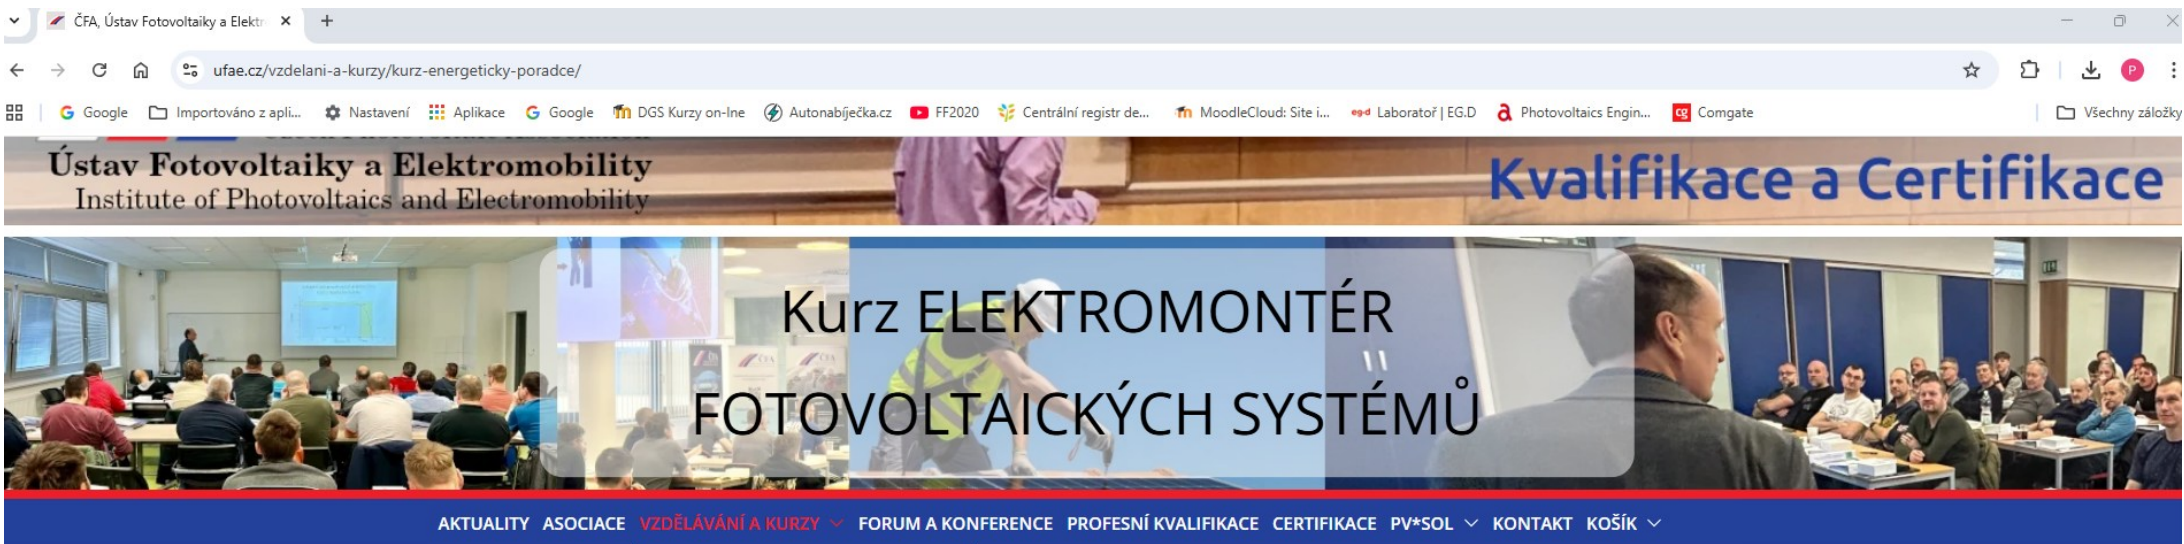 ČFA, Ústav Fotovoltaiky a Elektr
ufae.cz/vzdelani-a-kurzy/kurz-energeticky-poradce/
P
Google Importováno z apli... Nastavení Aplikace Google DGS Kurzy on-lne Autonabíječka.cz FF2020 Centrální registr de... MoodleCloud: Site i... eg·d Laboratoř | EG.D Photovoltaics Engin... cg Comgate Všechny záložky
Ústav Fotovoltaiky a Elektromobility
Institute of Photovoltaics and Electromobility
Kvalifikace a Certifikace
Kurz ELEKTROMONTÉR
FOTOVOLTAICKÝCH SYSTÉMŮ
AKTUALITY ASOCIACE VZDĚLÁVÁNÍ A KURZY FORUM A KONFERENCE PROFESNÍ KVALIFIKACE CERTIFIKACE PV*SOL KONTAKT KOŠÍK